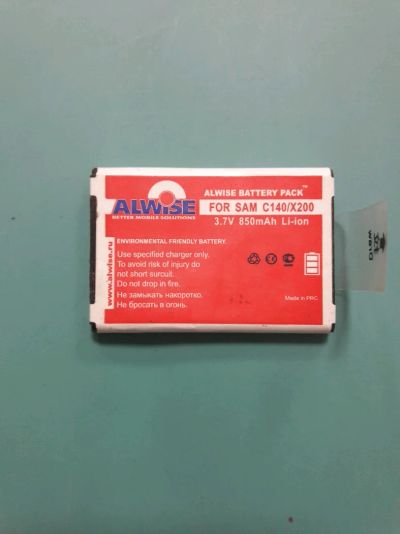 ALWISE
BETTER MOBILE SOLUTIONS
ALWISE BATTERY PACK™
FOR SAM C140/X200
3.7V 850mAh Li-ion
www.alwise.ru
ENVIRONMENTAL FRIENDLY BATTERY.
Use specified charger only.
To avoid risk of injury do
not short surcuit.
Do not drop in fire.
Не замыкать накоротко.
Не бросать в огонь.
Made in PRC